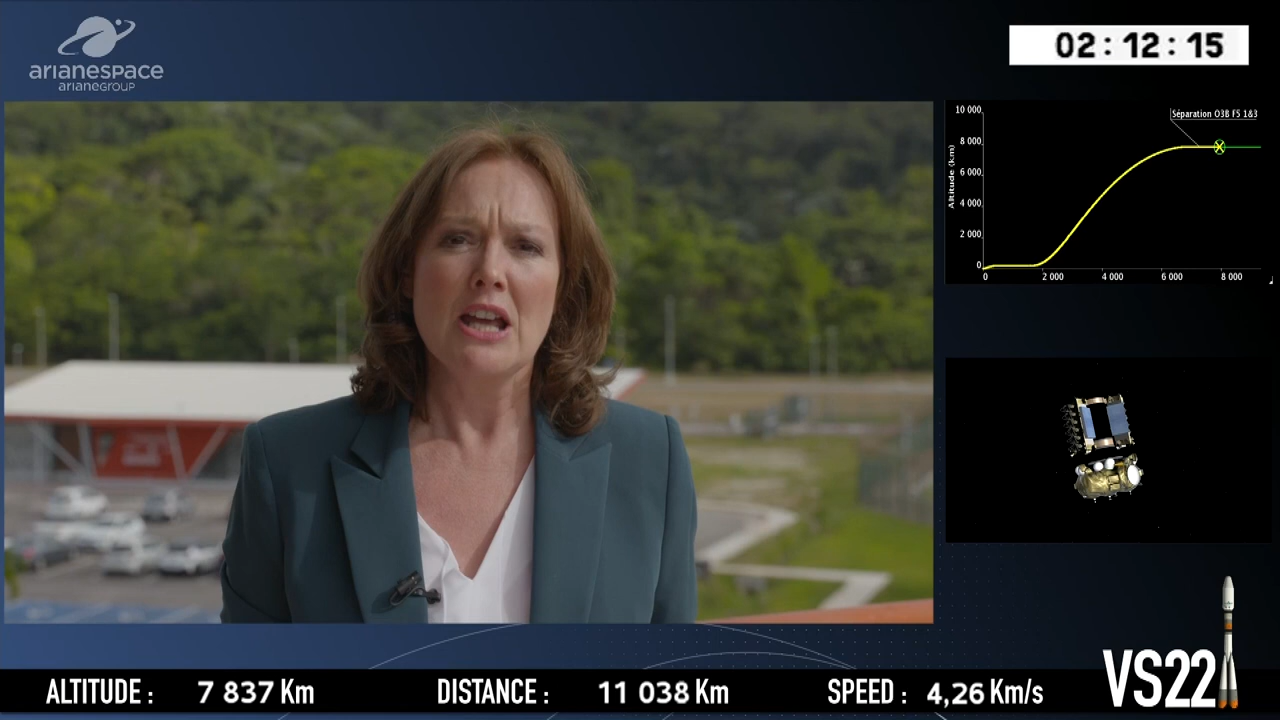 arianespace
arianeGROUP
02:12:15
Séparation O3B F5 1&3
10 000
8 000
6 000
4 000
2 000
0
Altitude (km)
0 2 000 4 000 6 000 8 000
ALTITUDE : 7 837 Km DISTANCE : 11 038 Km SPEED : 4,26 Km/s
VS22